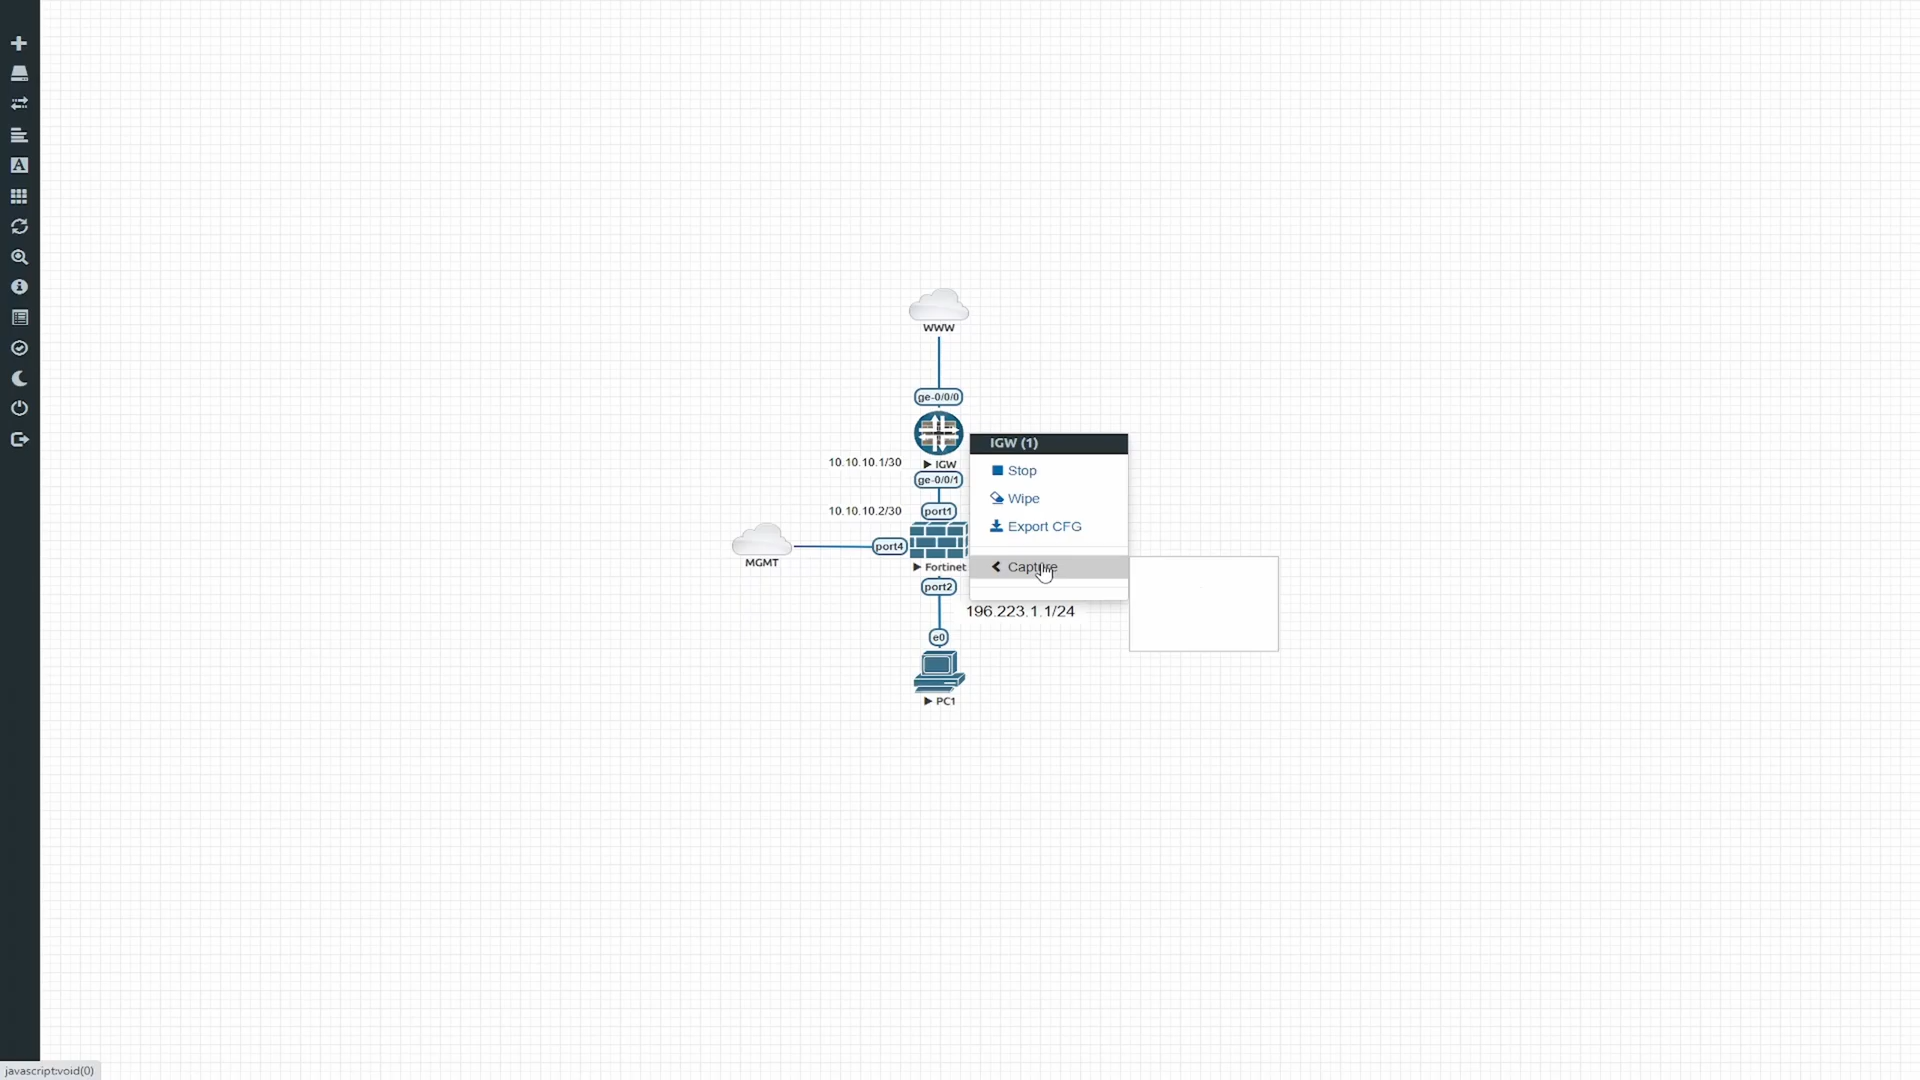 WWW
ge-0/0/0
IGW (1)
Stop
10.10.10.1/30
IGW
ge-0/0/1
Wipe
10.10.10.2/30
port1
Export CFG
port4
MGMT
Fortinet
Capture
port2
196.223.1.1/24
e0
PC1
javascript:void(0)